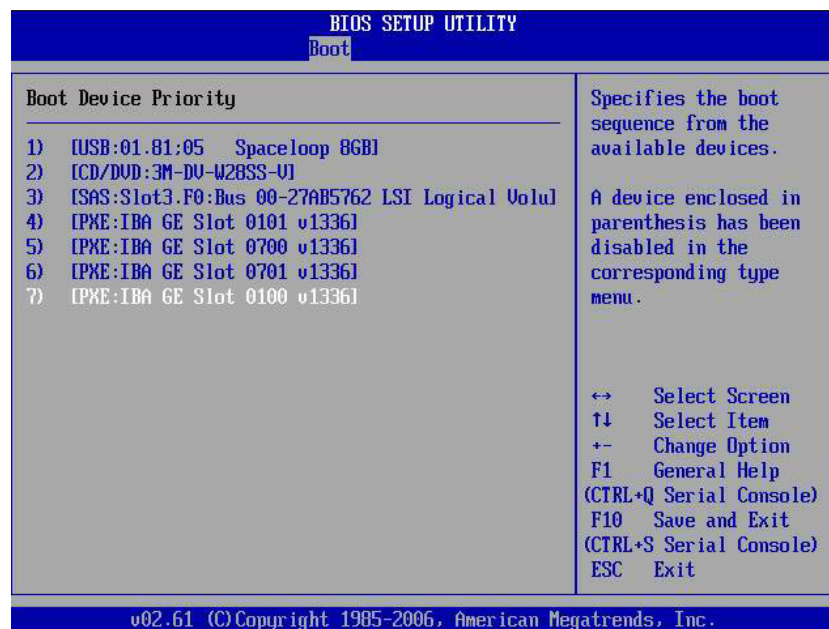 BIOS SETUP UTILITY
Boot
Boot Device Priority
1) [USB:01.81;05 Spaceloop 8GB]
2) [CD/DVD:3M-DV-W28SS-V]
3) [SAS:Slot3.F0:Bus 00-27AB5762 LSI Logical Volu]
4) [PXE:IBA GE Slot 0101 v1336]
5) [PXE:IBA GE Slot 0700 v1336]
6) [PXE:IBA GE Slot 0701 v1336]
7) [PXE:IBA GE Slot 0100 v1336]
Specifies the boot
sequence from the
available devices.
A device enclosed in
parenthesis has been
disabled in the
corresponding type
menu.
↔ Select Screen
↑↓ Select Item
+- Change Option
F1 General Help
(CTRL+Q Serial Console)
F10 Save and Exit
(CTRL+S Serial Console)
ESC Exit
v02.61 (C)Copyright 1985-2006, American Megatrends, Inc.